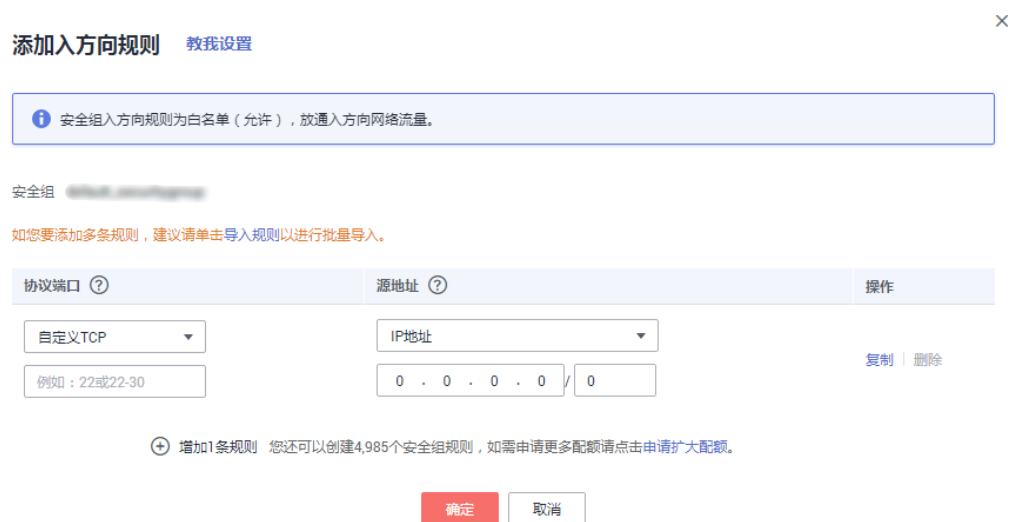 添加入方向规则 教我设置
安全组入方向规则为白名单（允许），放通入方向网络流量。
安全组
如您要添加多条规则，建议请单击导入规则以进行批量导入。
协议端口 ? 源地址 ? 操作
自定义TCP IP地址
复制 删除
例如：22或22-30 0 . 0 . 0 . 0 / 0
增加1条规则 您还可以创建4,985个安全组规则，如需申请更多配额请点击申请扩大配额。
确定 取消